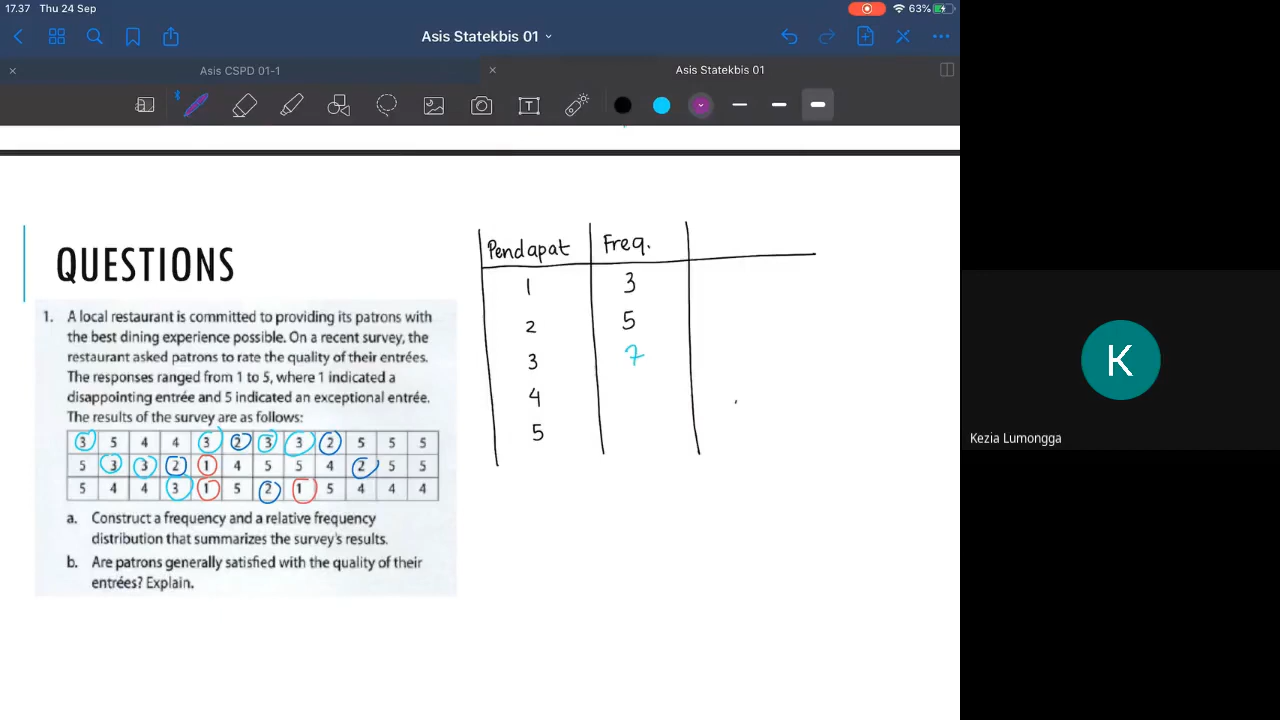 17.37 Thu 24 Sep
63%
Asis Statekbis 01
Asis CSPD 01-1
Asis Statekbis 01
T
QUESTIONS
1. A local restaurant is committed to providing its patrons with
the best dining experience possible. On a recent survey, the
restaurant asked patrons to rate the quality of their entrées.
The responses ranged from 1 to 5, where 1 indicated a
disappointing entrée and 5 indicated an exceptional entrée.
The results of the survey are as follows:
3 5 4 4 3 2 3 3 2 5 5 5
5 3 3 2 1 4 5 5 4 2 5 5
5 4 4 3 1 5 2 1 5 4 4 4
a. Construct a frequency and a relative frequency
distribution that summarizes the survey's results.
b. Are patrons generally satisfied with the quality of their
entrées? Explain.
Pendapat Freq.
1 3
2 5
3 7
4
5
K
Kezia Lumongga